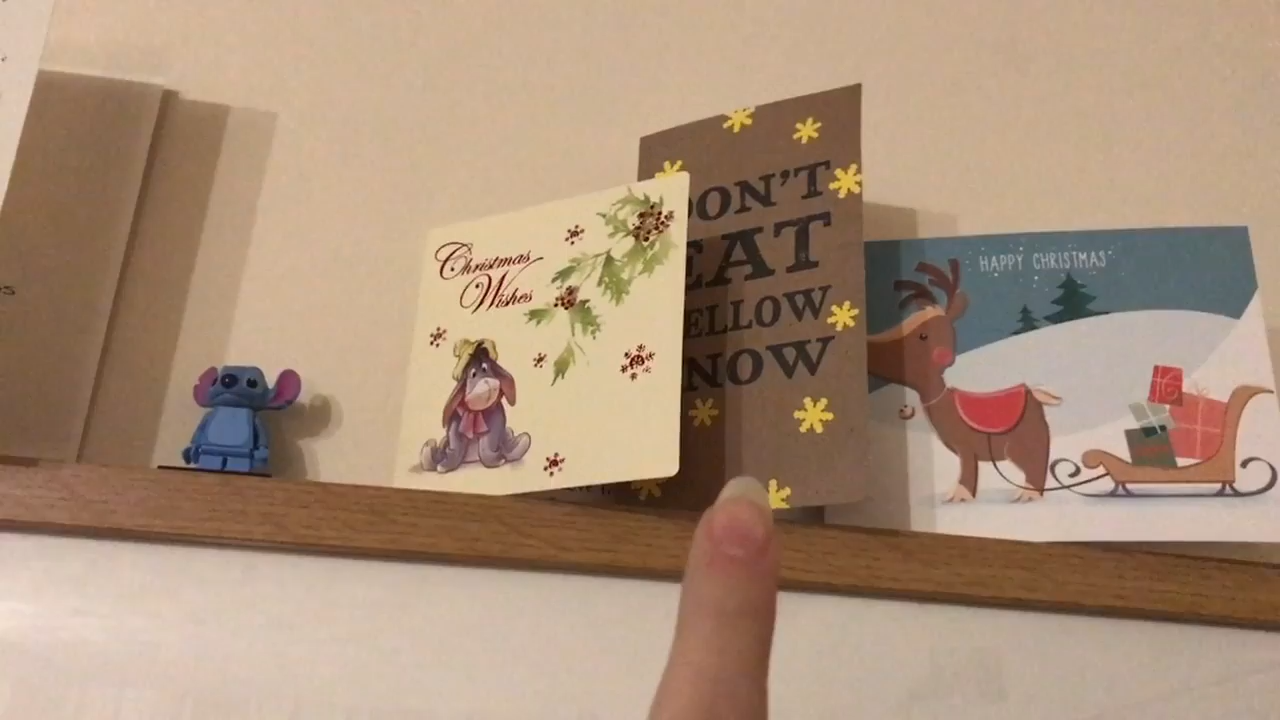 Christmas
Wishes
DON'T
EAT
ELLOW
NOW
HAPPY CHRISTMAS